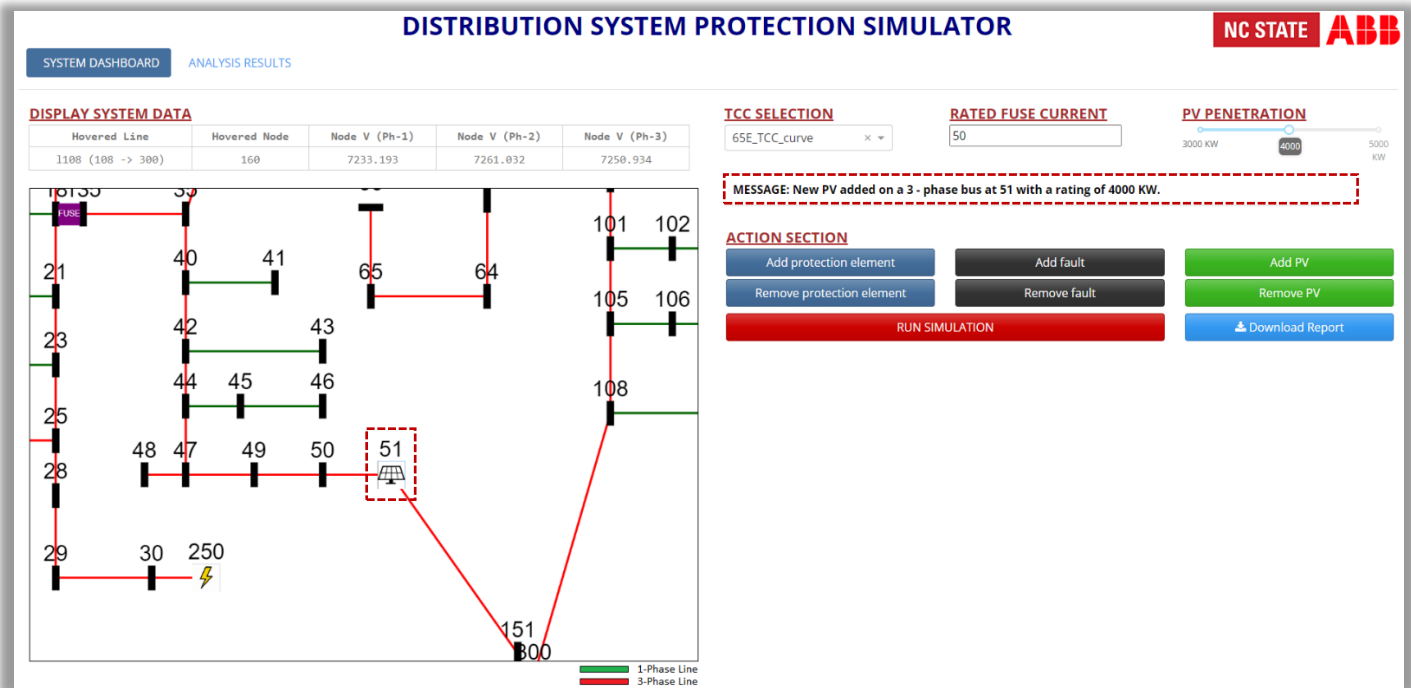 DISTRIBUTION SYSTEM PROTECTION SIMULATOR
NC STATE
ABB
SYSTEM DASHBOARD
ANALYSIS RESULTS
DISPLAY SYSTEM DATA
Hovered Line Hovered Node Node V (Ph-1) Node V (Ph-2) Node V (Ph-3)
l108 (108 -> 300) 160 7233.193 7261.032 7250.934
TCC SELECTION
65E_TCC_curve
RATED FUSE CURRENT
50
PV PENETRATION
3000 KW
4000
5000
KW
MESSAGE: New PV added on a 3 - phase bus at 51 with a rating of 4000 KW.
ACTION SECTION
Add protection element
Add fault
Add PV
Remove protection element
Remove fault
Remove PV
RUN SIMULATION
Download Report
135
FUSE
101 102
40 41
21
65 64
105 106
42 43
23
44 45 46
108
25
48 47 49 50 51
28
29 30 250
151
300
1-Phase Line
3-Phase Line